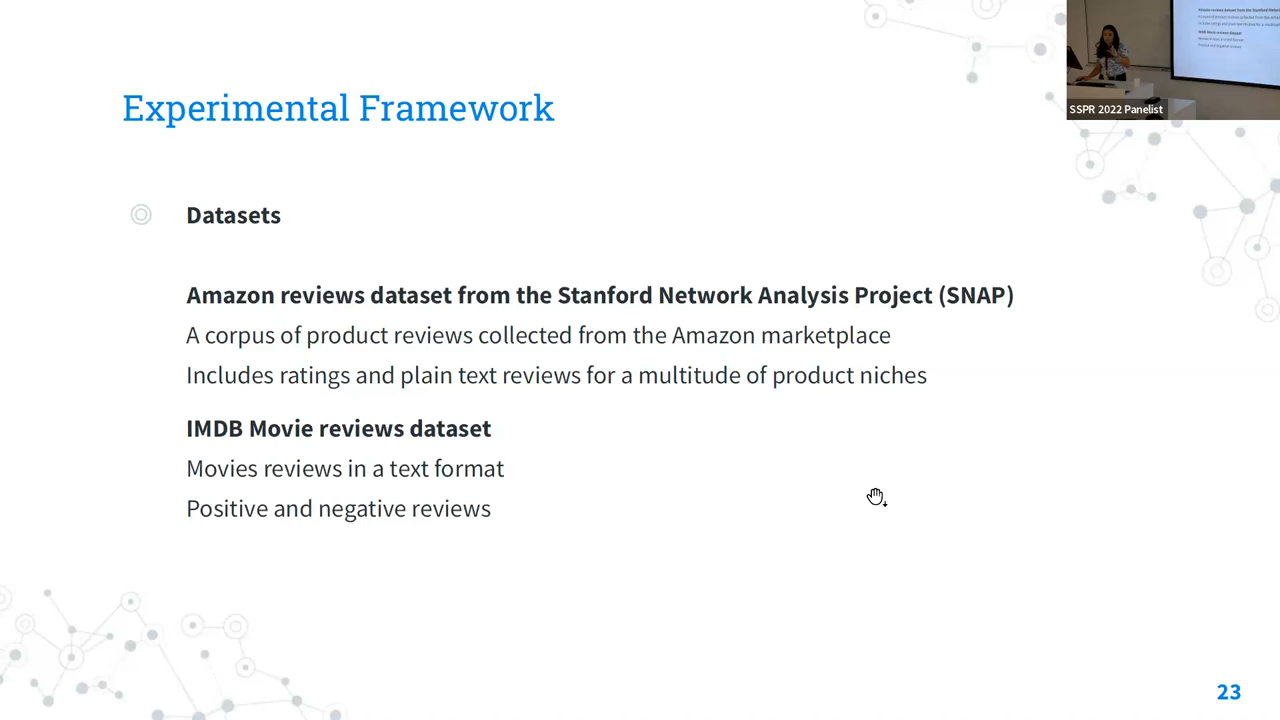 Experimental Framework
SSPR 2022 Panelist
Datasets
Amazon reviews dataset from the Stanford Network Analysis Project (SNAP)
A corpus of product reviews collected from the Amazon marketplace
Includes ratings and plain text reviews for a multitude of product niches
IMDB Movie reviews dataset
Movies reviews in a text format
Positive and negative reviews
23